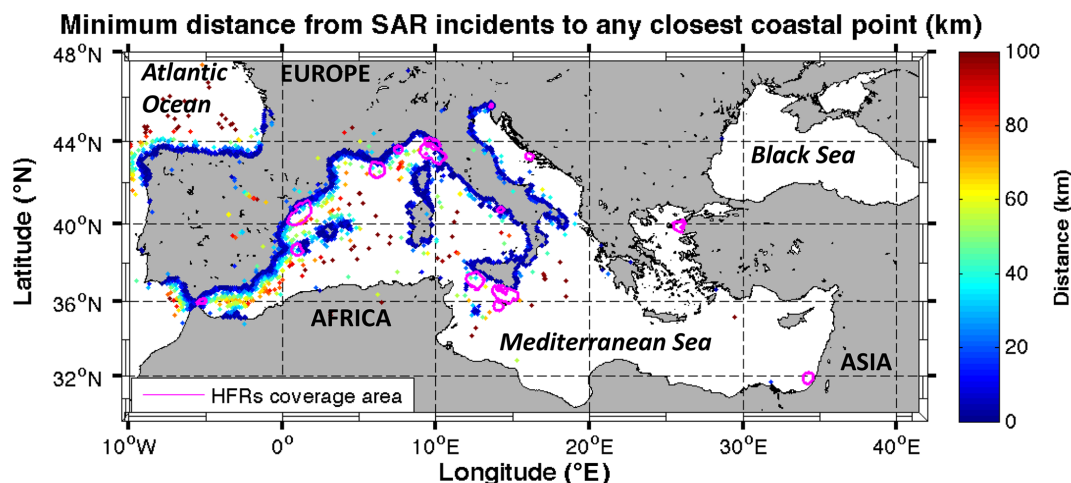 Minimum distance from SAR incidents to any closest coastal point (km)
48°N
44°N
40°N
36°N
32°N
Latitude (°N)
Atlantic
Ocean
EUROPE
Black Sea
AFRICA
Mediterranean Sea
ASIA
HFRs coverage area
10°W
0°
10°E
20°E
30°E
40°E
Longitude (°E)
100
80
60
40
20
0
Distance (km)